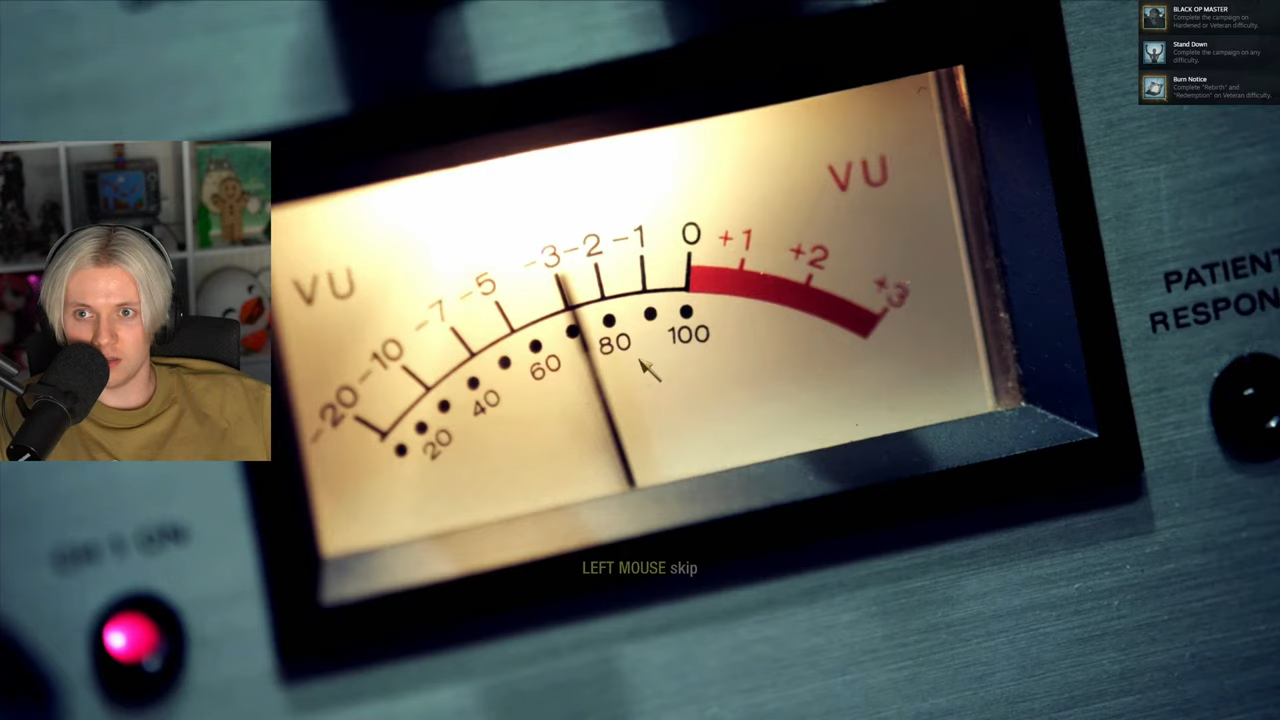 BLACK OP MASTER
Complete the campaign on
Hardened or Veteran difficulty.
Stand Down
Complete the campaign on any
difficulty.
Burn Notice
Complete "Rebirth" and
"Redemption" on Veteran difficulty.
VU
VU
-20 -10 -7 -5 -3 -2 -1 0 +1 +2 +3
20 40 60 80 100
PATIENT
RESPON
LEFT MOUSE skip